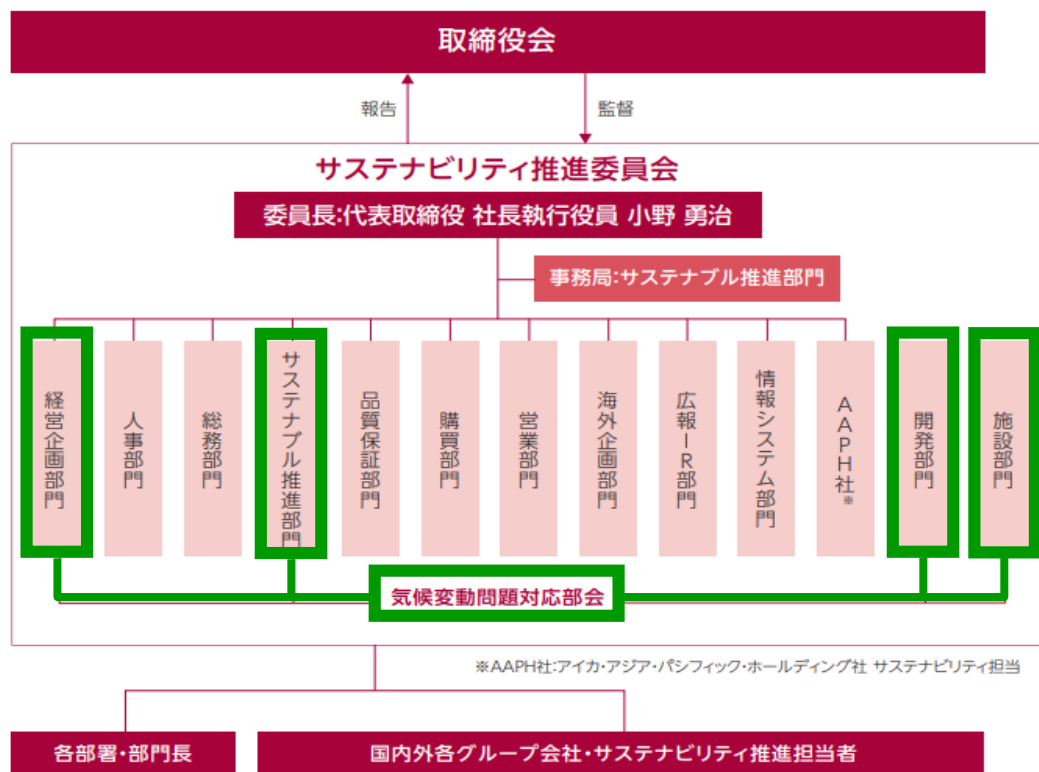 取締役会
報告
監督
サステナビリティ推進委員会
委員長:代表取締役 社長執行役員 小野 勇治
事務局:サステナブル推進部門
経営企画部門
人事部門
総務部門
サステナブル推進部門
品質保証部門
購買部門
営業部門
海外企画部門
広報IR部門
情報システム部門
AAPH社※
開発部門
施設部門
気候変動問題対応部会
※AAPH社:アイカ・アジア・パシフィック・ホールディング社 サステナビリティ担当
各部署・部門長
国内外各グループ会社・サステナビリティ推進担当者